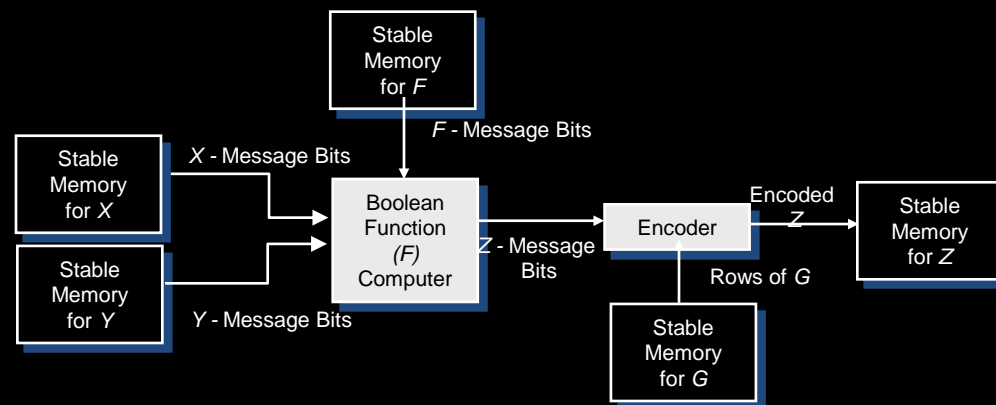 Stable
Memory
for F
F - Message Bits
X - Message Bits
Stable
Memory
for X
Boolean
Function
(F)
Computer
Z - Message
Bits
Encoder
Encoded
Z
Stable
Memory
for Z
Stable
Memory
for Y
Y - Message Bits
Rows of G
Stable
Memory
for G